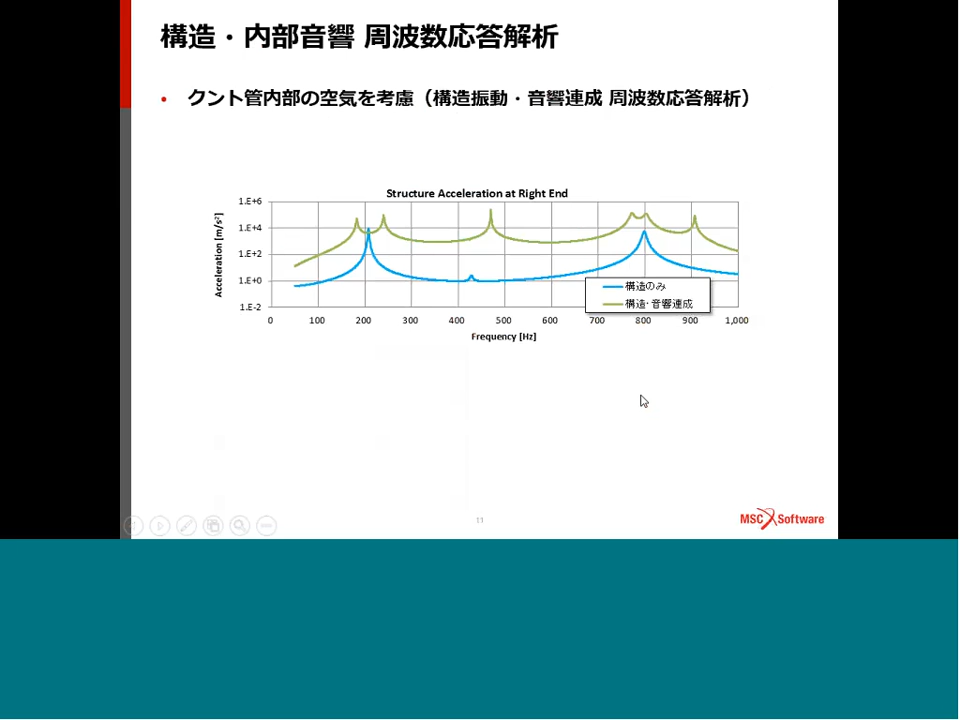 構造・内部音響 周波数応答解析
• クント管内部の空気を考慮（構造振動・音響連成 周波数応答解析）
Structure Acceleration at Right End
1.E+6
1.E+4
1.E+2
1.E+0
1.E-2
Acceleration [m/s²]
構造のみ
構造・音響連成
0 100 200 300 400 500 600 700 800 900 1,000
Frequency [Hz]
11
MSC Software